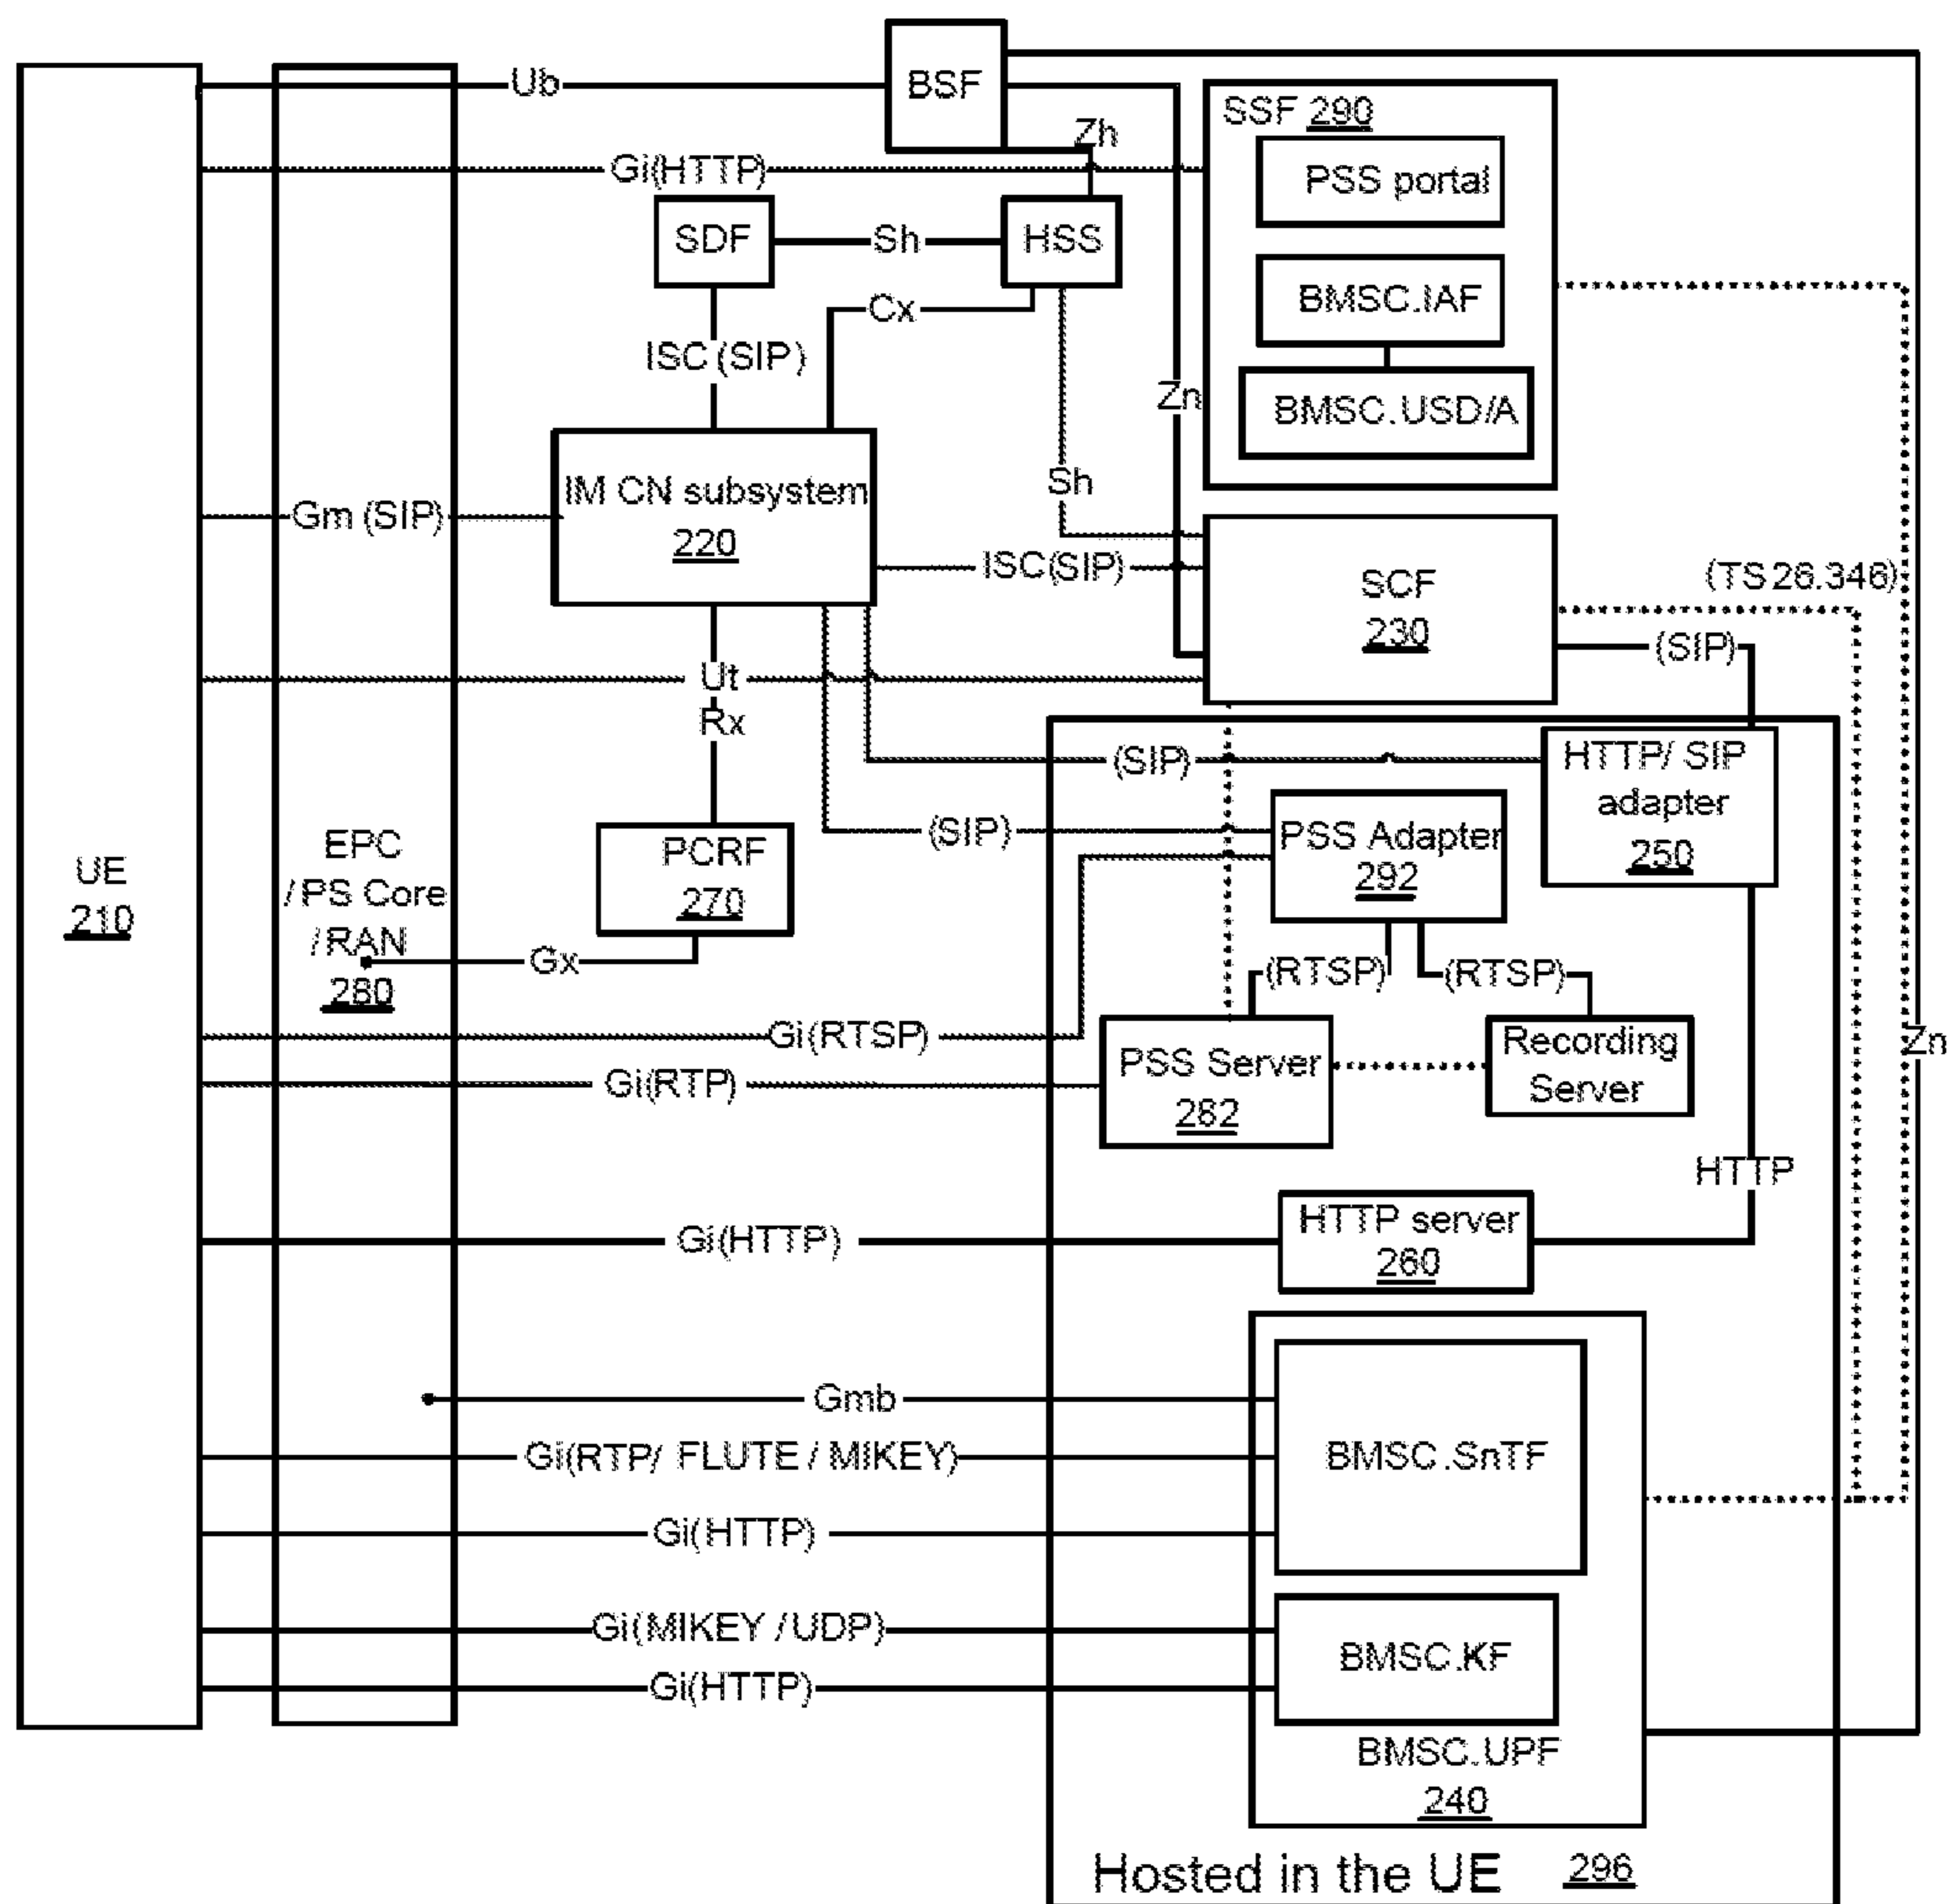 BSF
Ub
SSF 290
Zh
PSS portal
Gi(HTTP)
SDF
Sh
HSS
BMSC.IAF
Cx
ISC (SIP)
Zn
BMSC.USD/A
IM CN subsystem
220
Sh
Gm (SIP)
ISC(SIP)
SCF
230
(TS 26.346)
(SIP)
Ut
Rx
HTTP/ SIP
adapter
250
(SIP)
(SIP)
PSS Adapter
292
PCRF
270
EPC
/PS Core
/RAN
280
UE
210
Gx
(RTSP)
(RTSP)
Gi(RTSP)
Recording
Server
Zn
PSS Server
282
Gi(RTP)
HTTP
HTTP server
260
Gi(HTTP)
Gmb
Gi(RTP/ FLUTE / MIKEY)
BMSC.SnTF
Gi(HTTP)
Gi(MIKEY /UDP)
BMSC.KF
Gi(HTTP)
BMSC.UPF
240
Hosted in the UE 296